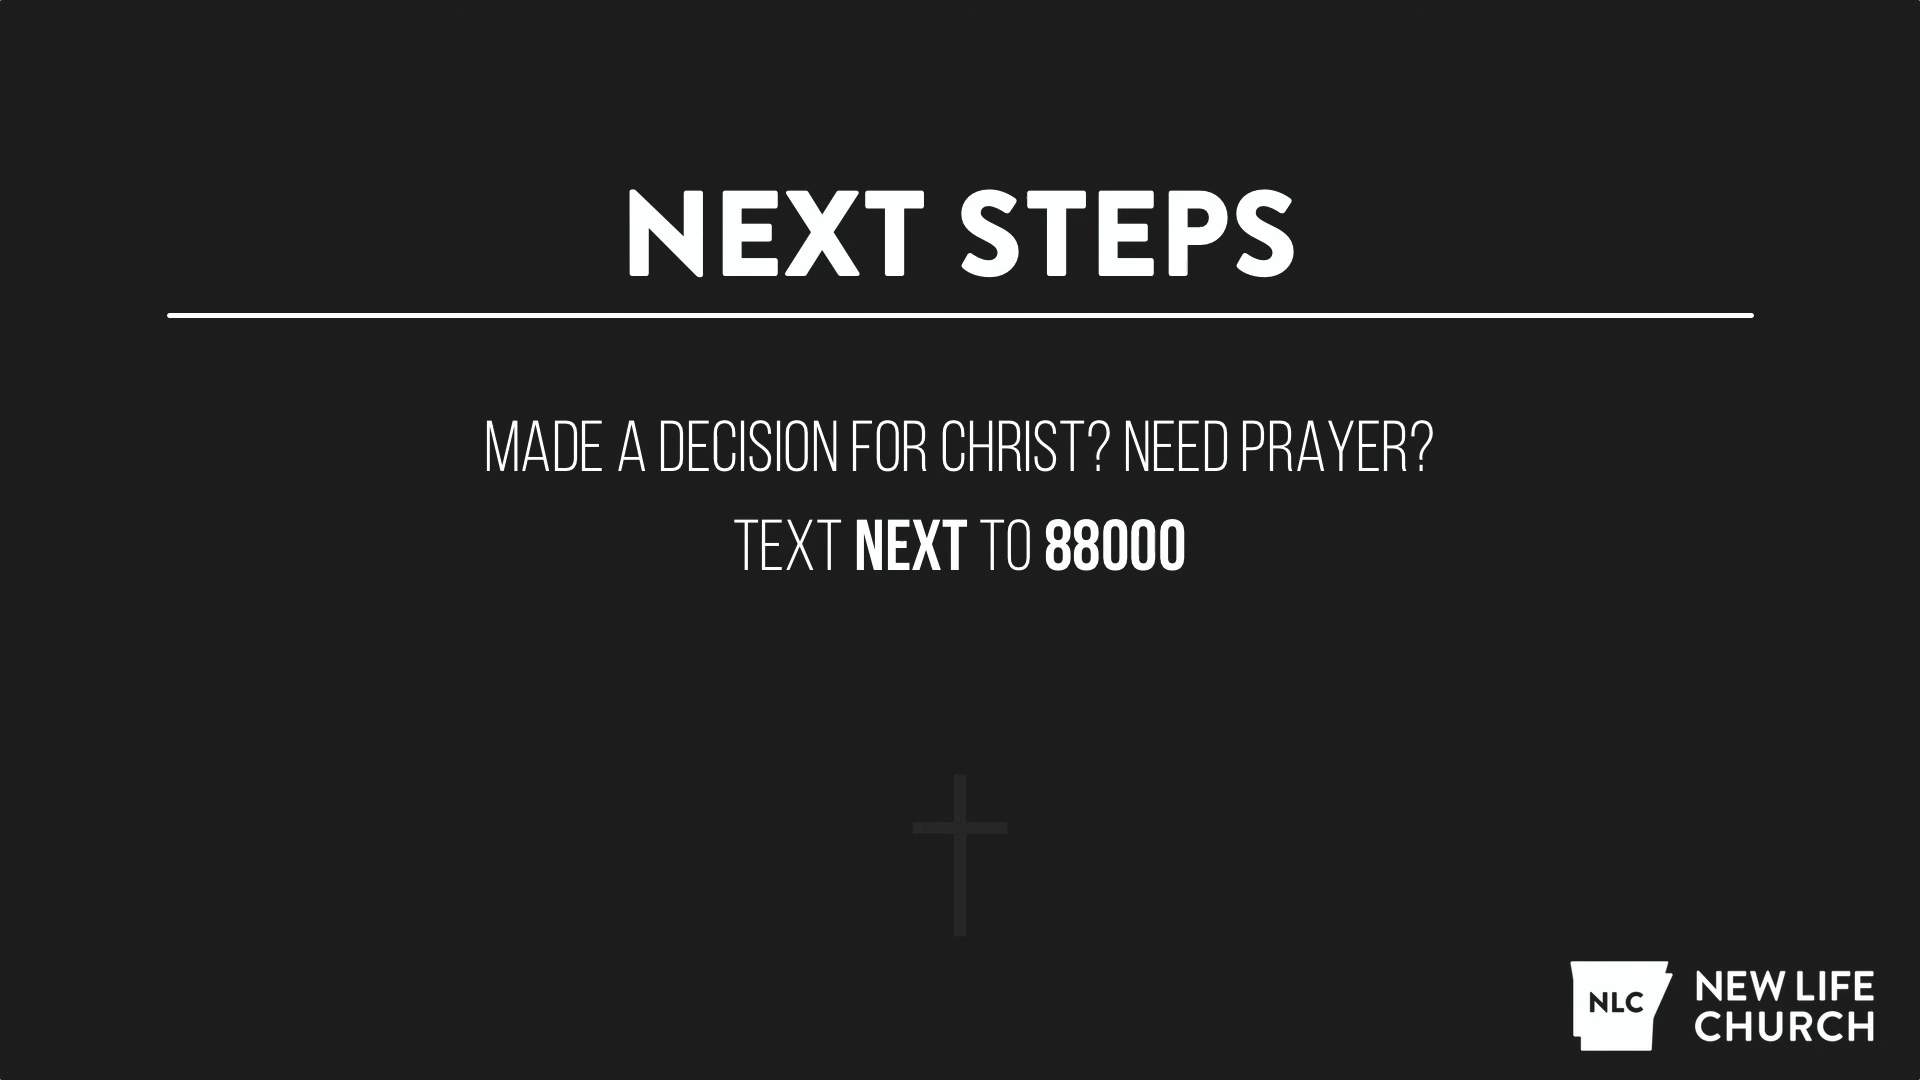 NEXT STEPS
MADE A DECISION FOR CHRIST? NEED PRAYER?
TEXT NEXT TO 88000
NLC
NEW LIFE
CHURCH